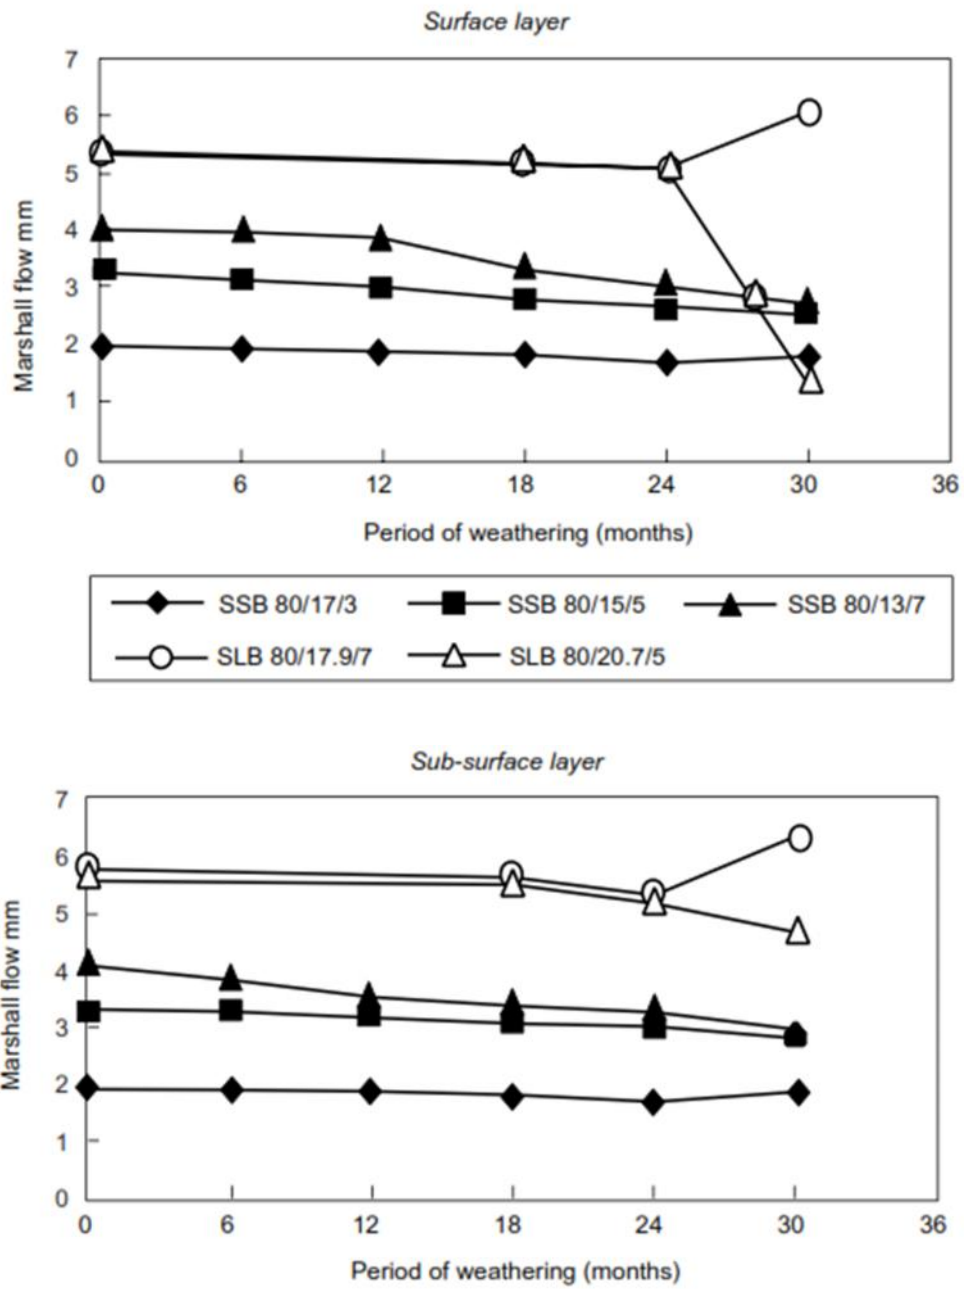 Surface layer
7
6
5
4
3
2
1
0
Marshall flow mm
0 6 12 18 24 30 36
Period of weathering (months)
SSB 80/17/3 SSB 80/15/5 SSB 80/13/7
SLB 80/17.9/7 SLB 80/20.7/5
Sub-surface layer
7
6
5
4
3
2
1
0
Marshall flow mm
0 6 12 18 24 30 36
Period of weathering (months)